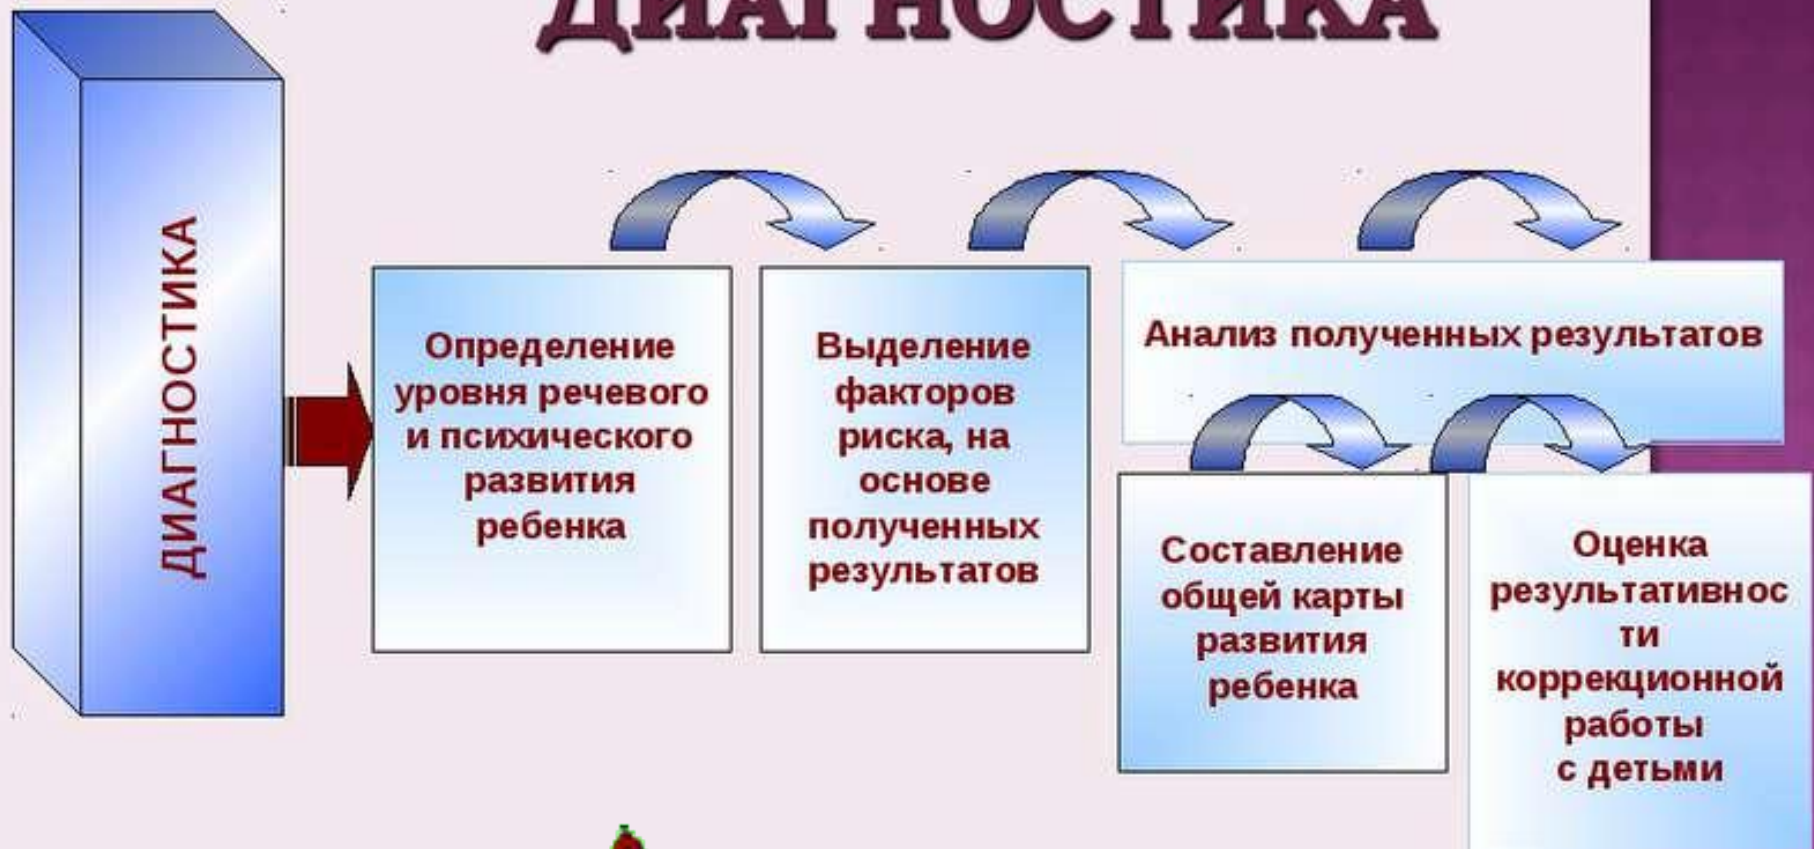 ДИАГНОСТИКА
ДИАГНОСТИКА
Определение
уровня речевого
и психического
развития
ребенка
Выделение
факторов
риска, на
основе
полученных
результатов
Анализ полученных результатов
Составление
общей карты
развития
ребенка
Оценка
результативнос
ти
коррекционной
работы
с детьми